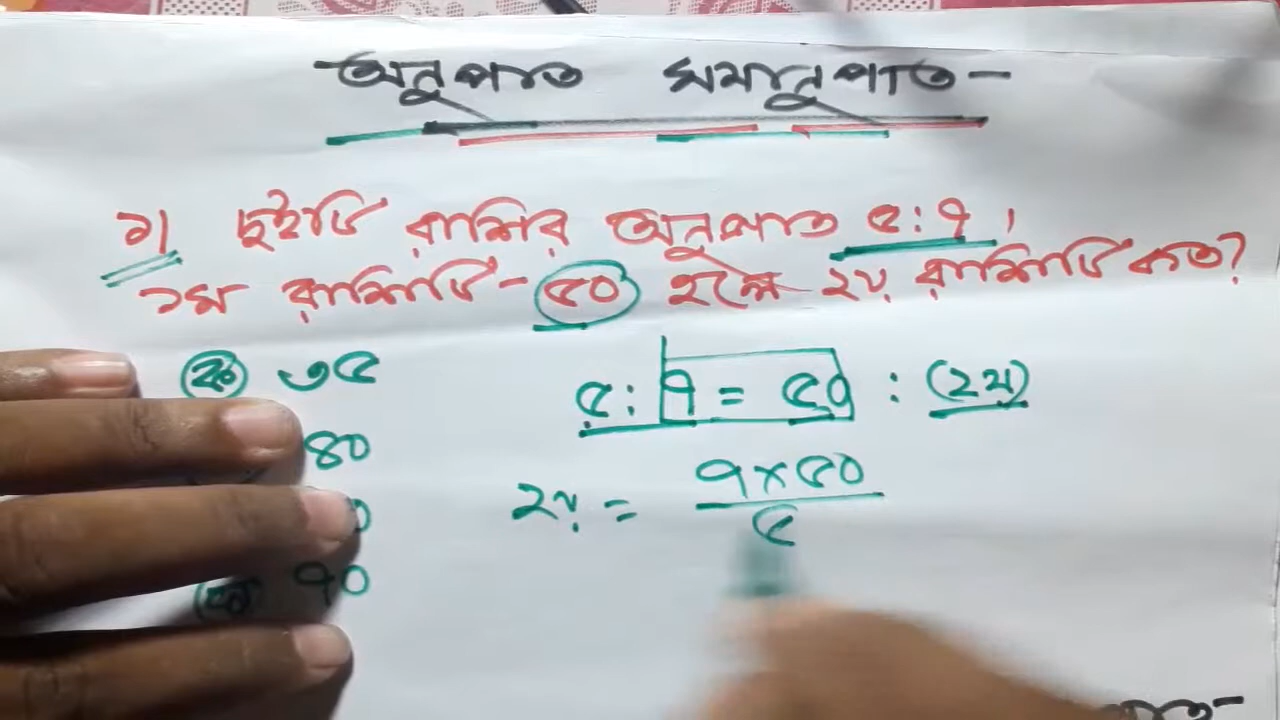 অনুপাত সমানুপাত-
১। দুইটি রাশির অনুপাত ৫:৭,
১ম রাশিটি- ৫০ হলে ২য় রাশিটি কত?
ক ৩৫
৪০
৭০
৫:৭ = ৫০ : (২য়)
২য় = ৭×৫০
৫